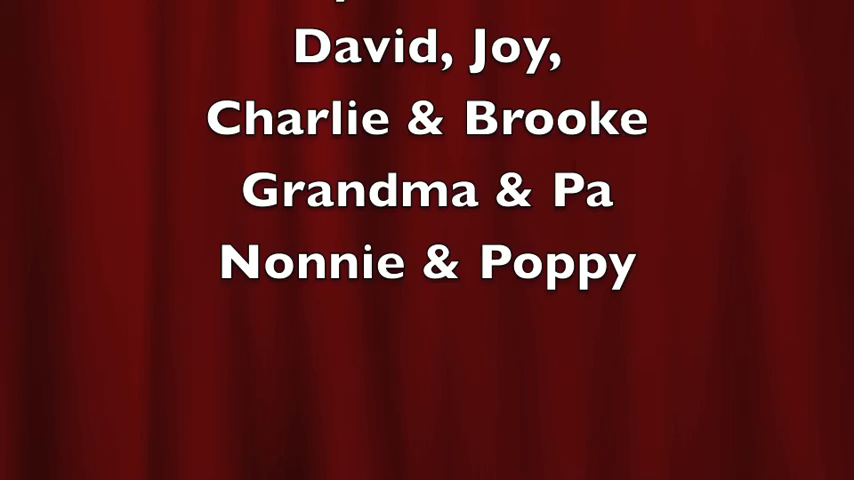 David, Joy,
Charlie & Brooke
Grandma & Pa
Nonnie & Poppy